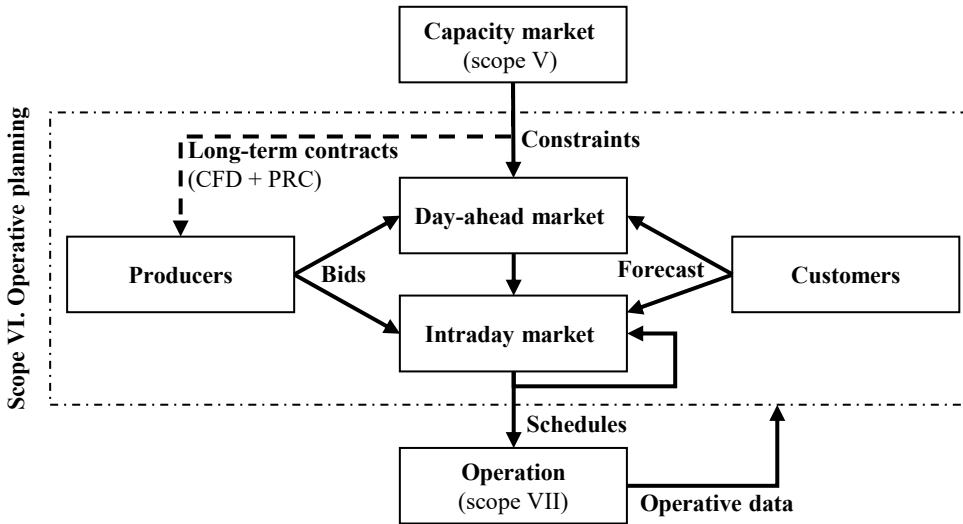 Capacity market
(scope V)
Scope VI. Operative planning
Constraints
Long-term contracts
(CFD + PRC)
Day-ahead market
Producers
Bids
Forecast
Customers
Intraday market
Schedules
Operation
(scope VII)
Operative data